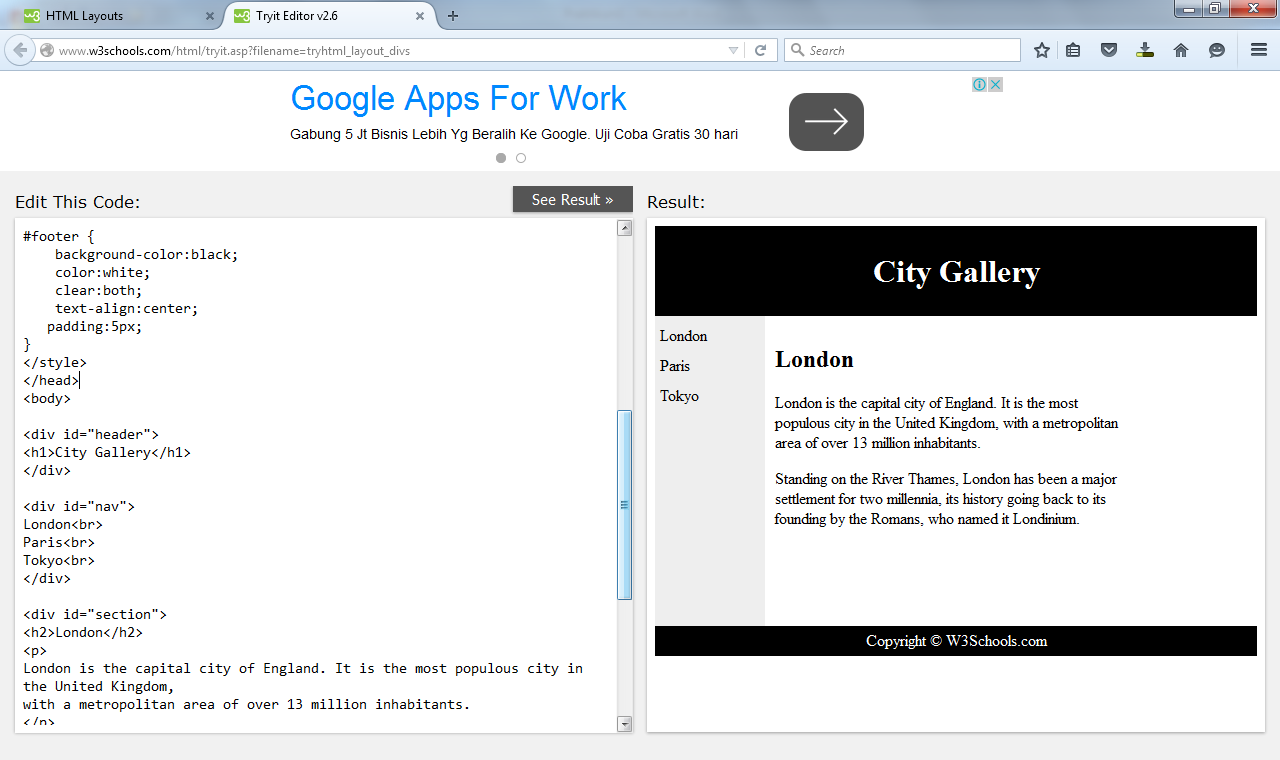 HTML Layouts
Tryit Editor v2.6
www.w3schools.com/html/tryit.asp?filename=tryhtml_layout_divs
Search
Google Apps For Work
Gabung 5 Jt Bisnis Lebih Yg Beralih Ke Google. Uji Coba Gratis 30 hari
Edit This Code:
See Result »
#footer {
    background-color:black;
    color:white;
    clear:both;
    text-align:center;
   padding:5px;
}
</style>
</head>
<body>
<div id="header">
<h1>City Gallery</h1>
</div>
<div id="nav">
London<br>
Paris<br>
Tokyo<br>
</div>
<div id="section">
<h2>London</h2>
<p>
London is the capital city of England. It is the most populous city in
the United Kingdom,
with a metropolitan area of over 13 million inhabitants.
</p>
Result:
City Gallery
London
Paris
Tokyo
London
London is the capital city of England. It is the most
populous city in the United Kingdom, with a metropolitan
area of over 13 million inhabitants.
Standing on the River Thames, London has been a major
settlement for two millennia, its history going back to its
founding by the Romans, who named it Londinium.
Copyright © W3Schools.com